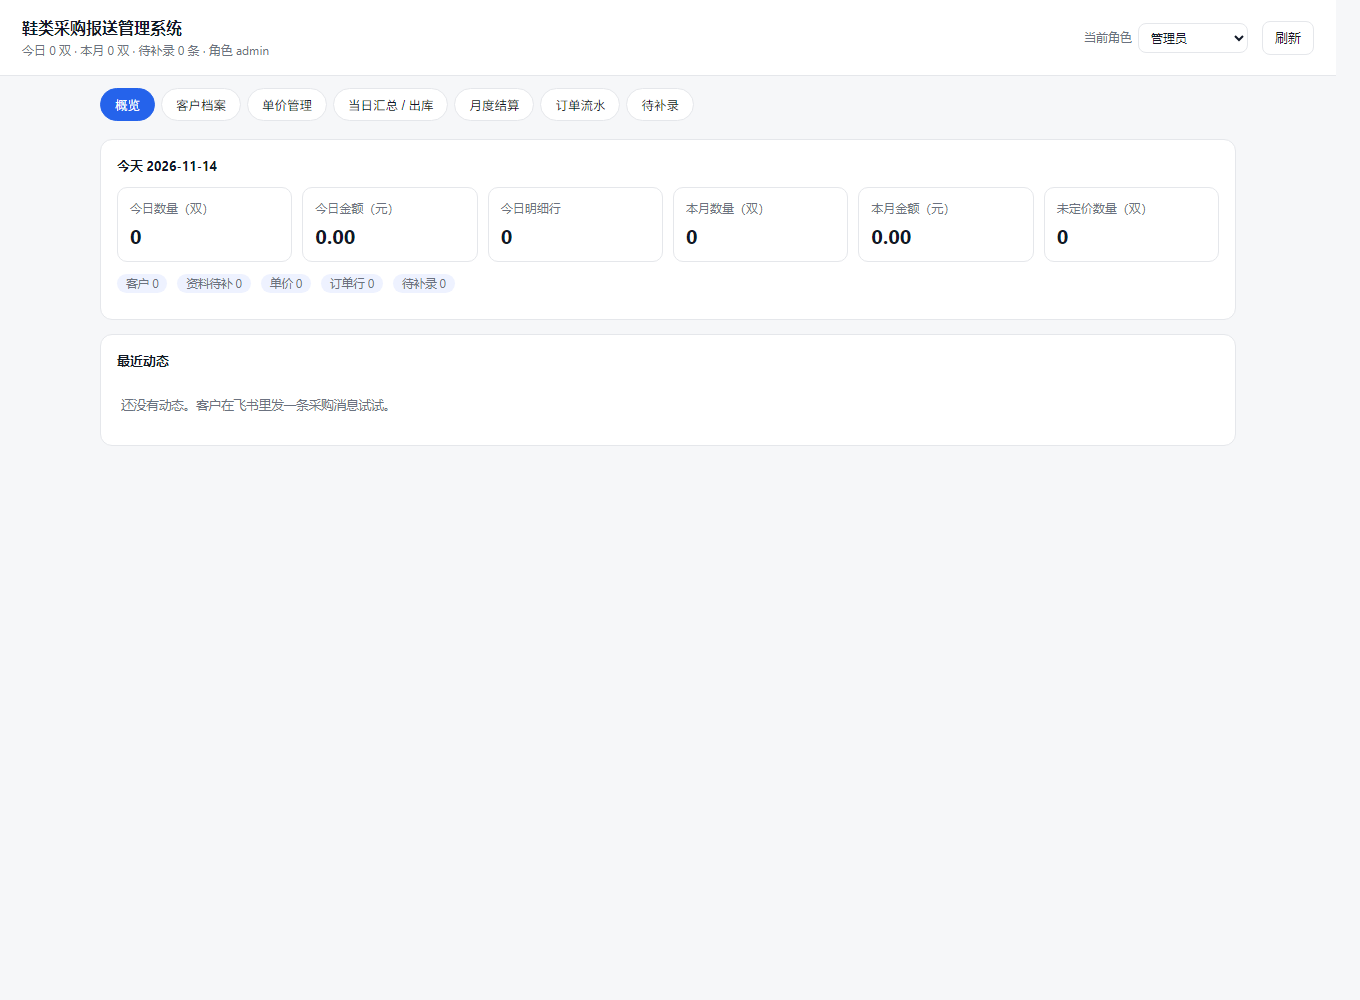 鞋类采购报送管理系统
今日 0 双 · 本月 0 双 · 待补录 0 条 · 角色 admin
当前角色 管理员 刷新
概览 客户档案 单价管理 当日汇总 / 出库 月度结算 订单流水 待补录
今天 2026-11-14
今日数量（双） 今日金额（元） 今日明细行 本月数量（双） 本月金额（元） 未定价数量（双）
0 0.00 0 0 0.00 0
客户 0 资料待补 0 单价 0 订单行 0 待补录 0
最近动态
还没有动态。客户在飞书里发一条采购消息试试。